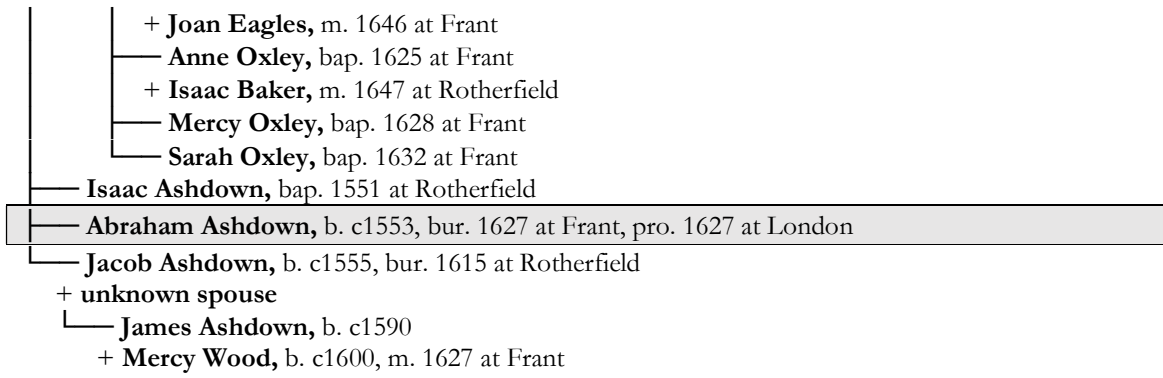 + Joan Eagles, m. 1646 at Frant
Anne Oxley, bap. 1625 at Frant
+ Isaac Baker, m. 1647 at Rotherfield
Mercy Oxley, bap. 1628 at Frant
Sarah Oxley, bap. 1632 at Frant
Isaac Ashdown, bap. 1551 at Rotherfield
Abraham Ashdown, b. c1553, bur. 1627 at Frant, pro. 1627 at London
Jacob Ashdown, b. c1555, bur. 1615 at Rotherfield
+ unknown spouse
James Ashdown, b. c1590
+ Mercy Wood, b. c1600, m. 1627 at Frant